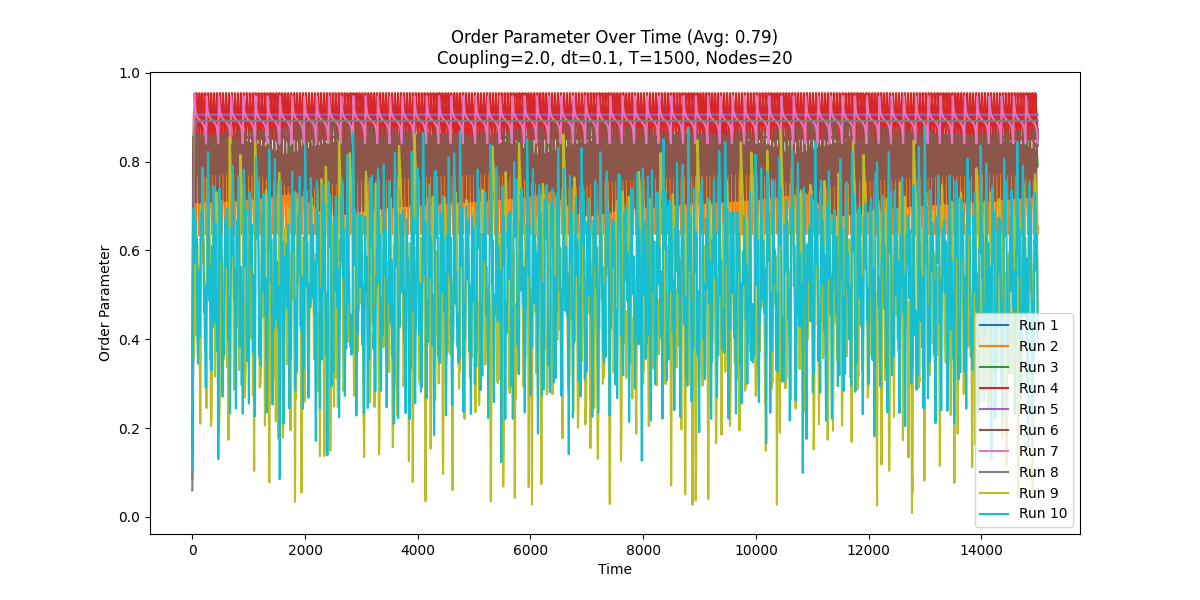 Order Parameter Over Time (Avg: 0.79)
Coupling=2.0, dt=0.1, T=1500, Nodes=20
1.0
0.8
0.6
0.4
0.2
0.0
Order Parameter
0 2000 4000 6000 8000 10000 12000 14000
Time
Run 1
Run 2
Run 3
Run 4
Run 5
Run 6
Run 7
Run 8
Run 9
Run 10